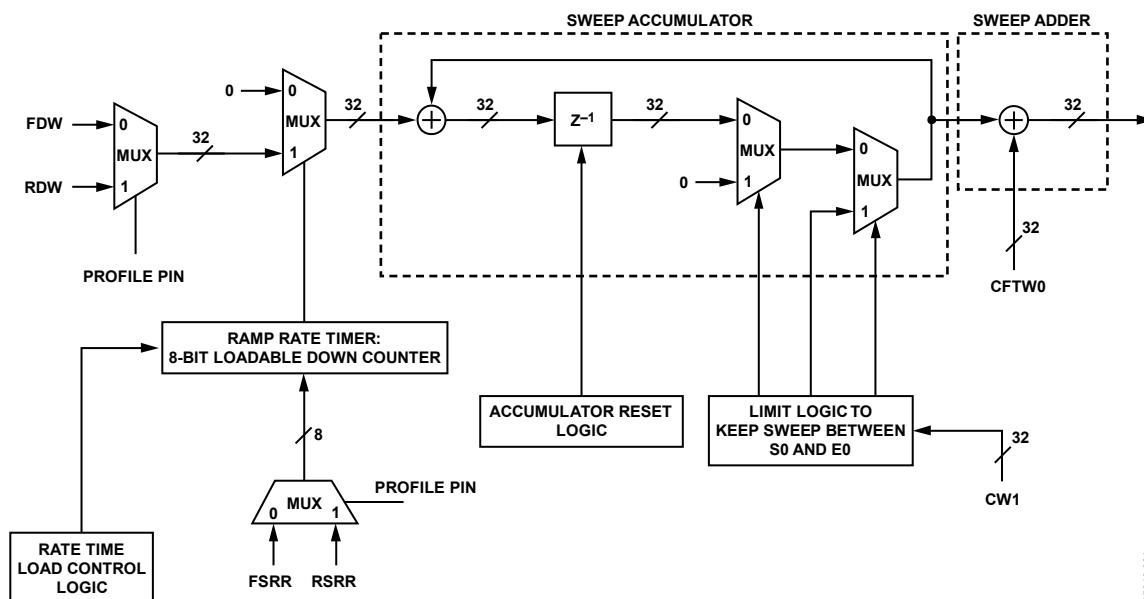 SWEEP ACCUMULATOR
SWEEP ADDER
FDW
RDW
0
MUX
1
32
0
0
MUX
1
32
32
Z–1
32
0
MUX
0
1
0
MUX
1
32
32
CFTW0
PROFILE PIN
RAMP RATE TIMER:
8-BIT LOADABLE DOWN COUNTER
ACCUMULATOR RESET
LOGIC
LIMIT LOGIC TO
KEEP SWEEP BETWEEN
S0 AND E0
32
CW1
8
PROFILE PIN
MUX
0 1
FSRR RSRR
RATE TIME
LOAD CONTROL
LOGIC